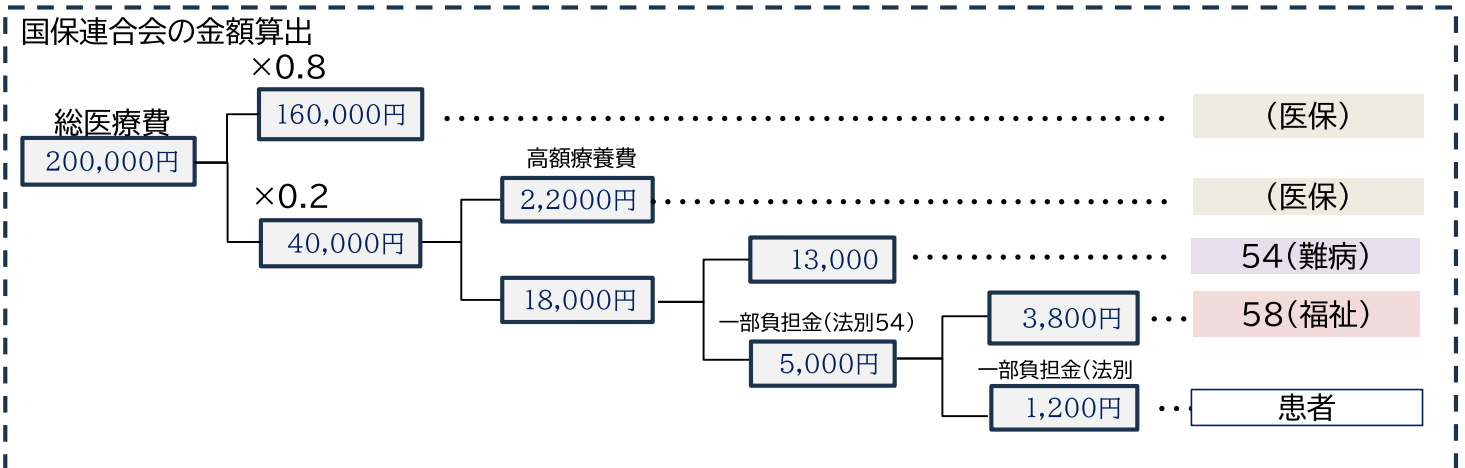 国保連合会の金額算出
×0.8
160,000円
(医保)
総医療費
200,000円
高額療養費
2,2000円
(医保)
×0.2
40,000円
13,000
54(難病)
18,000円
3,800円
58(福祉)
一部負担金(法別54)
5,000円
一部負担金(法別
1,200円
患者